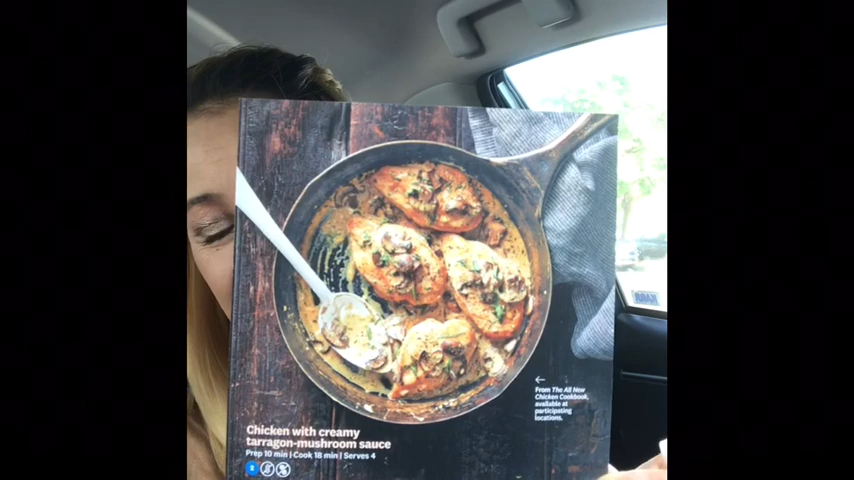 ←
From The All New
Chicken Cookbook,
available at
participating
locations.
Chicken with creamy
tarragon-mushroom sauce
Prep 10 min | Cook 18 min | Serves 4
2